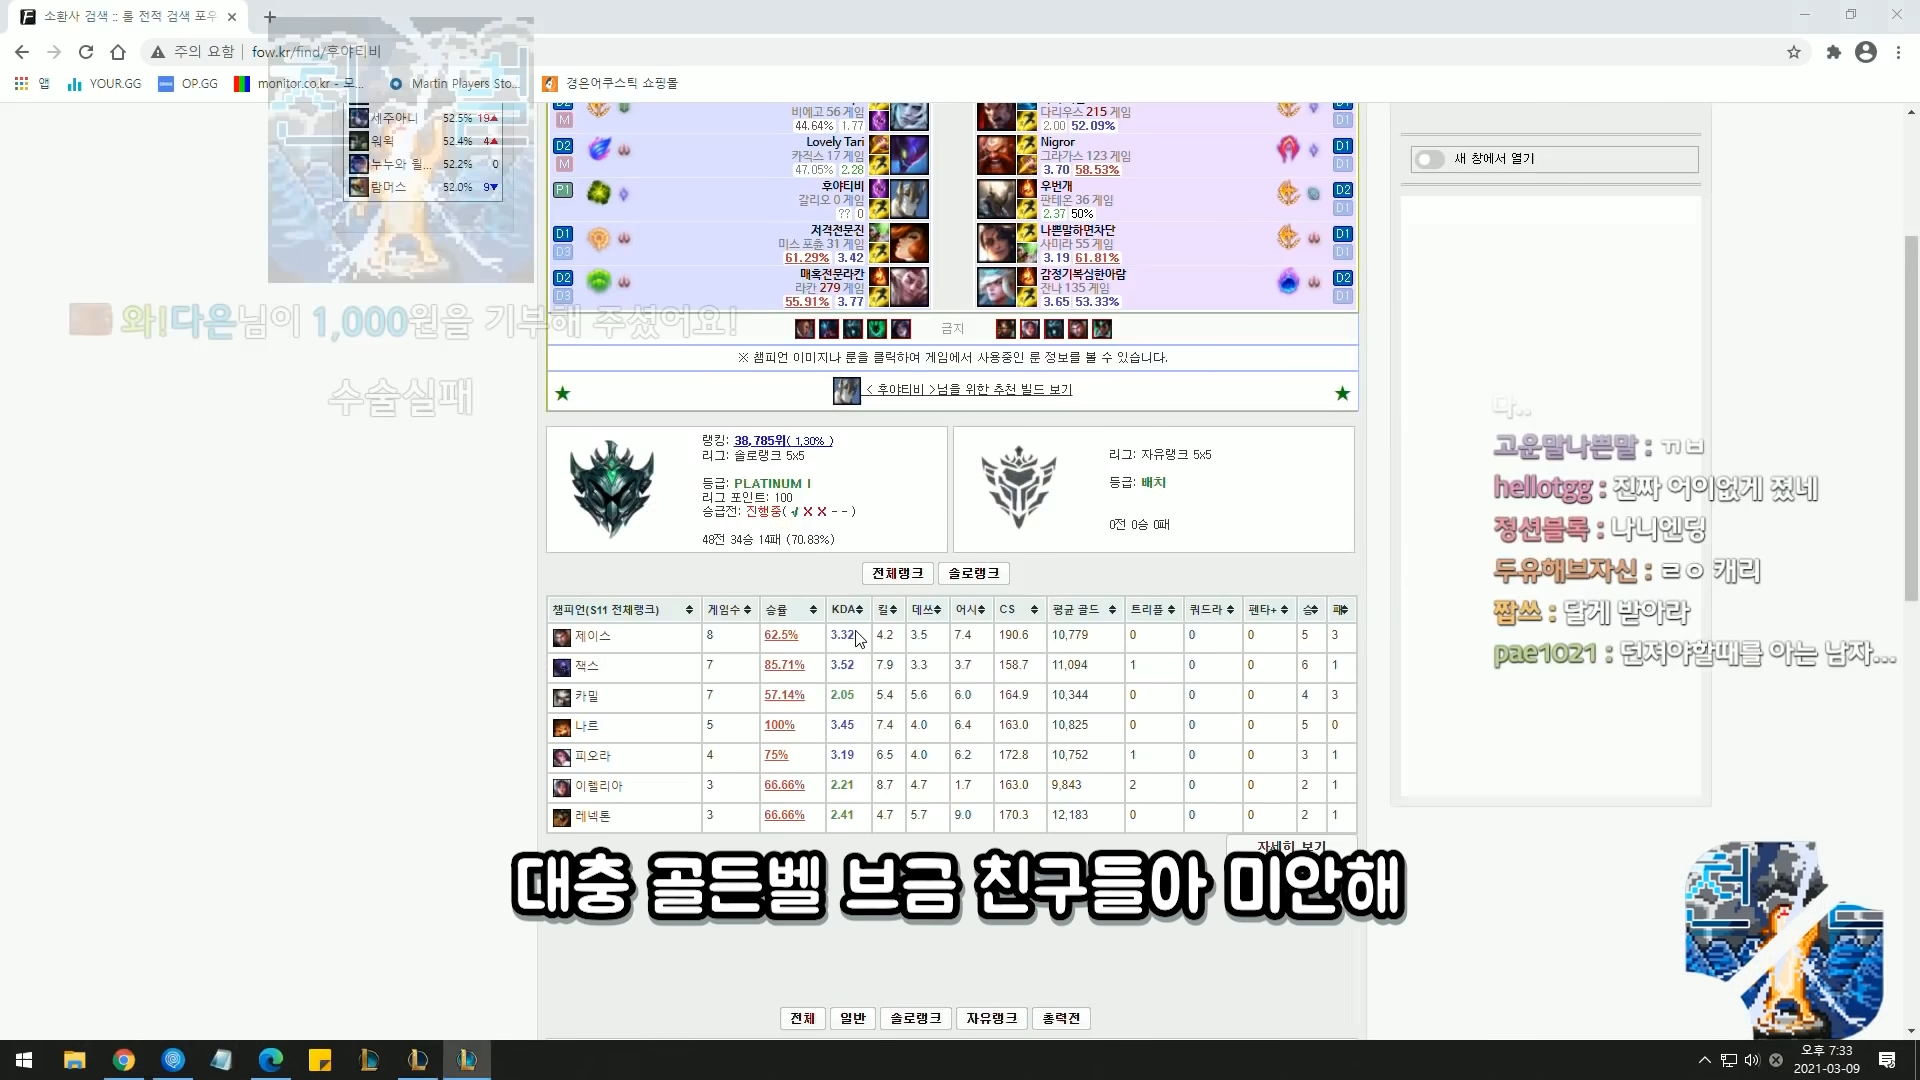 소환사 검색 :: 롤 전적 검색 포우
주의 요함
fow.kr/find/후야티비
앱
YOUR.GG
OP.GG
monitor.co.kr - 모...
Martin Players Sto...
경은어쿠스틱 쇼핑몰
세주아니 52.5% 19▲
워윅 52.4% 4▲
누누와 윌... 52.2% 0
람머스 52.0% 9▼
와!다은님이 1,000원을 기부해 주셨어요!
수술실패
D2
M
비에고 56 게임
44.64% 1.77
D2
M
Lovely Tari
카직스 17 게임
47.05% 2.28
P1
후야티비
갈리오 0 게임
?? 0
D1
D3
저격전문진
미스 포츈 31 게임
61.29% 3.42
D2
D3
매혹전문라칸
라칸 279 게임
55.91% 3.77
다리우스 215 게임
2.00 52.09%
D1
D1
Nigror
그라가스 123 게임
3.70 58.53%
D1
D1
우번개
판테온 36 게임
2.37 50%
D2
D1
나쁜말하면차단
사미라 55 게임
3.19 61.81%
D1
D1
감정기복심한아람
잔나 135 게임
3.65 53.33%
D2
D1
금지
※ 챔피언 이미지나 룬을 클릭하여 게임에서 사용중인 룬 정보를 볼 수 있습니다.
★ < 후야티비 >님을 위한 추천 빌드 보기 ★
랭킹: 38,785위( 1.30% )
리그: 솔로랭크 5x5
등급: PLATINUM I
리그 포인트: 100
승급전: 진행중( √ X X - - )
48전 34승 14패 (70.83%)
리그: 자유랭크 5x5
등급: 배치
0전 0승 0패
전체랭크
솔로랭크
챔피언(S11 전체랭크) 게임수 승률 KDA 킬 데쓰 어시 CS 평균 골드 트리플 쿼드라 펜타+ 승 패
제이스 8 62.5% 3.32 4.2 3.5 7.4 190.6 10,779 0 0 0 5 3
잭스 7 85.71% 3.52 7.9 3.3 3.7 158.7 11,094 1 0 0 6 1
카밀 7 57.14% 2.05 5.4 5.6 6.0 164.9 10,344 0 0 0 4 3
나르 5 100% 3.45 7.4 4.0 6.4 163.0 10,825 0 0 0 5 0
피오라 4 75% 3.19 6.5 4.0 6.2 172.8 10,752 1 0 0 3 1
이렐리아 3 66.66% 2.21 8.7 4.7 1.7 163.0 9,843 2 0 0 2 1
레넥톤 3 66.66% 2.41 4.7 5.7 9.0 170.3 12,183 0 0 0 2 1
자세히 보기
대충 골든벨 브금 친구들아 미안해
전체
일반
솔로랭크
자유랭크
총력전
새 창에서 열기
다..
고운말나쁜말 : ㄲㅂ
hellotgg : 진짜 어이없게 졌네
정선블록 : 나니엔딩
두유해브자신 : ㄹㅇ 캐리
짭쓰 : 달게 받아라
pae1021 : 던져야할때를 아는 남자...
오후 7:33
2021-03-09